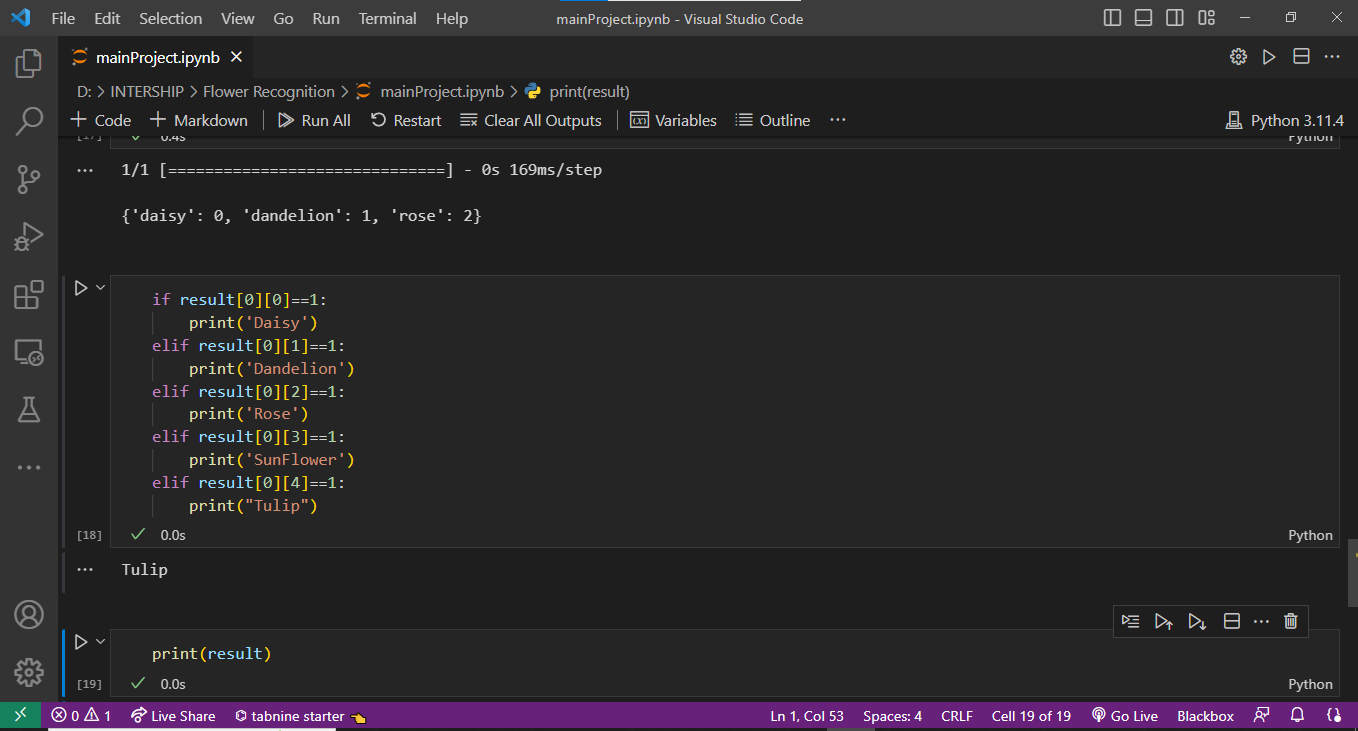 File Edit Selection View Go Run Terminal Help mainProject.ipynb - Visual Studio Code
mainProject.ipynb
D: > INTERSHIP > Flower Recognition > mainProject.ipynb > print(result)
Code Markdown Run All Restart Clear All Outputs Variables Outline ... Python 3.11.4
[17] 0.4s Python
1/1 [==============================] - 0s 169ms/step
{'daisy': 0, 'dandelion': 1, 'rose': 2}
if result[0][0]==1:
print('Daisy')
elif result[0][1]==1:
print('Dandelion')
elif result[0][2]==1:
print('Rose')
elif result[0][3]==1:
print('SunFlower')
elif result[0][4]==1:
print("Tulip")
[18] 0.0s Python
Tulip
print(result)
[19] 0.0s Python
0 1 Live Share tabnine starter Ln 1, Col 53 Spaces: 4 CRLF Cell 19 of 19 Go Live Blackbox